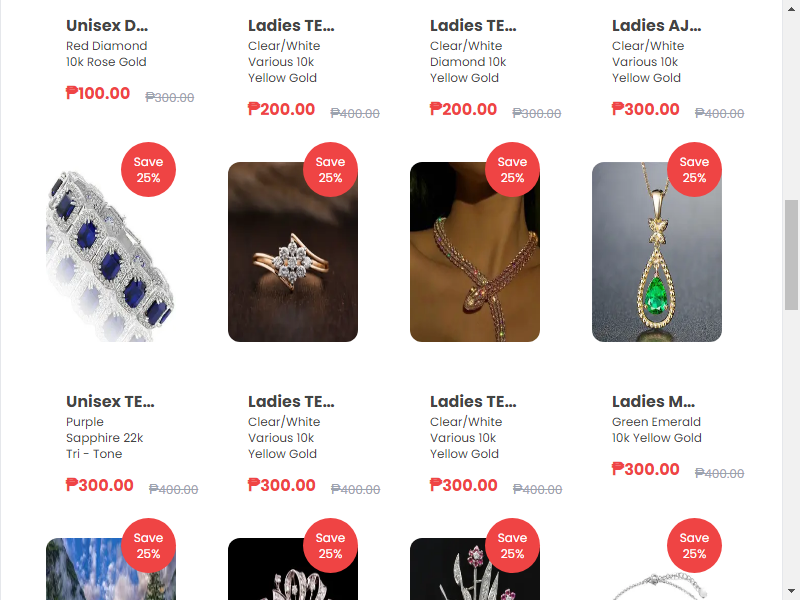 Unisex D...
Red Diamond
10k Rose Gold
₱100.00 ₱300.00
Ladies TE...
Clear/White
Various 10k
Yellow Gold
₱200.00 ₱400.00
Ladies TE...
Clear/White
Diamond 10k
Yellow Gold
₱200.00 ₱300.00
Ladies AJ...
Clear/White
Various 10k
Yellow Gold
₱300.00 ₱400.00
Save
25%
Save
25%
Save
25%
Save
25%
Unisex TE...
Purple
Sapphire 22k
Tri - Tone
₱300.00 ₱400.00
Ladies TE...
Clear/White
Various 10k
Yellow Gold
₱300.00 ₱400.00
Ladies TE...
Clear/White
Various 10k
Yellow Gold
₱300.00 ₱400.00
Ladies M...
Green Emerald
10k Yellow Gold
₱300.00 ₱400.00
Save
25%
Save
25%
Save
25%
Save
25%